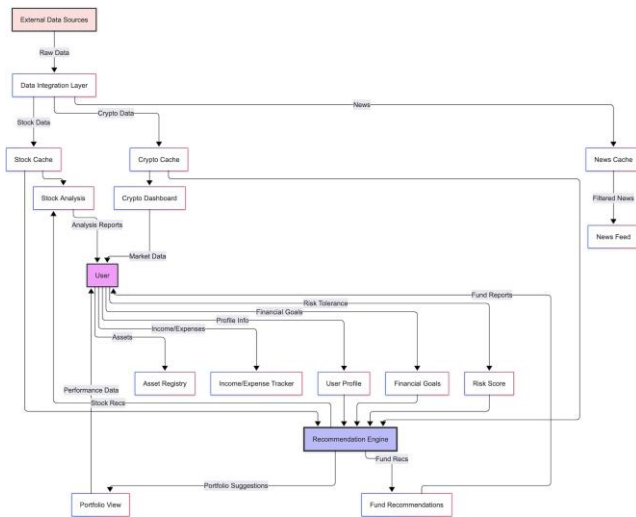 External Data Sources
Raw Data
Data Integration Layer
News
Crypto Data
Stock Data
Stock Cache
Crypto Cache
News Cache
Stock Analysis
Crypto Dashboard
Filtered News
Analysis Reports
News Feed
Market Data
User
Fund Reports
Risk Tolerance
Financial Goals
Profile Info
Income/Expenses
Assets
Asset Registry
Income/Expense Tracker
User Profile
Financial Goals
Risk Score
Performance Data
Stock Recs
Recommendation Engine
Fund Recs
Portfolio Suggestions
Portfolio View
Fund Recommendations